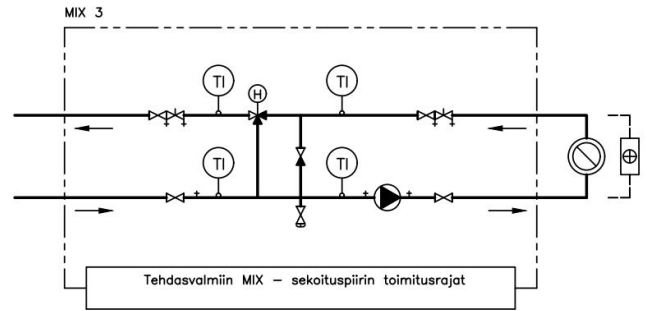 MIX 3
TI
TI
H
TI
TI
Tehdasvalmiin MIX – sekoituspiirin toimitusrajat